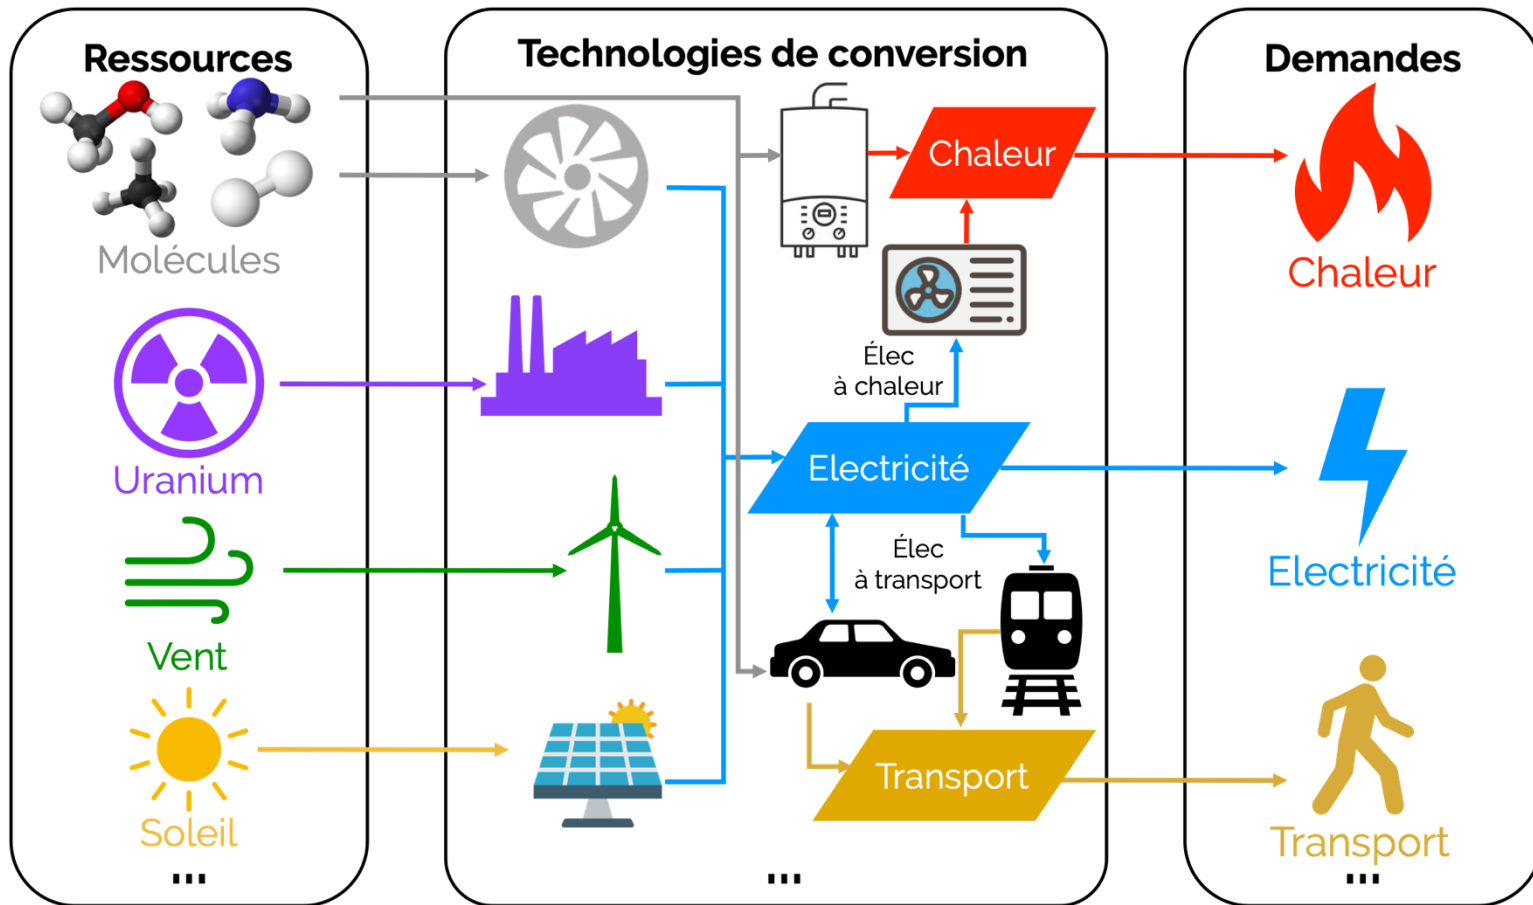 Ressources
Molécules
Uranium
Vent
Soleil
...
Technologies de conversion
Chaleur
Élec
à chaleur
Electricité
Élec
à transport
Transport
...
Demandes
Chaleur
Electricité
Transport
...